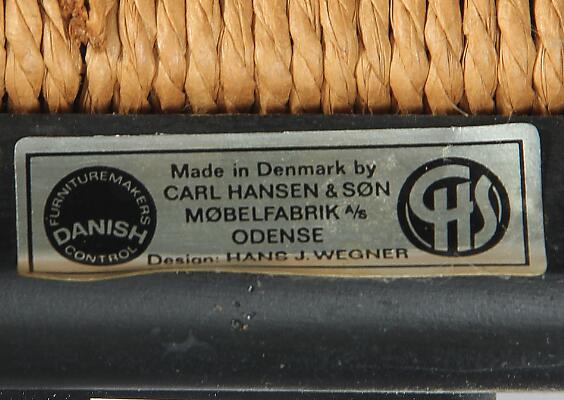 FURNITUREMAKERS
DANISH
CONTROL
Made in Denmark by
CARL HANSEN & SØN
MØBELFABRIK A/S
ODENSE
Design: HANS J. WEGNER
CHS